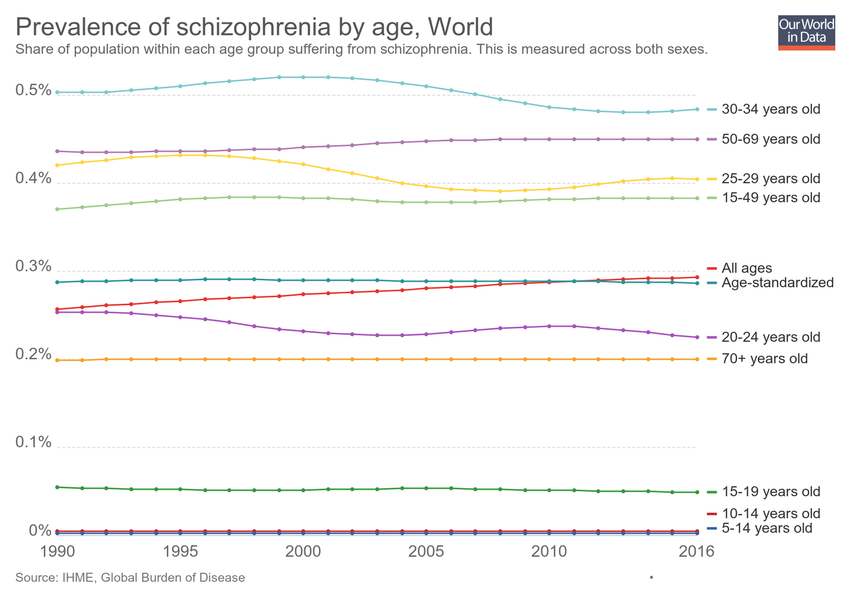 Prevalence of schizophrenia by age, World
Our World
in Data
Share of population within each age group suffering from schizophrenia. This is measured across both sexes.
0.5%
30-34 years old
50-69 years old
0.4%
25-29 years old
15-49 years old
0.3%
All ages
Age-standardized
20-24 years old
0.2%
70+ years old
0.1%
15-19 years old
10-14 years old
0%
5-14 years old
1990 1995 2000 2005 2010 2016
Source: IHME, Global Burden of Disease